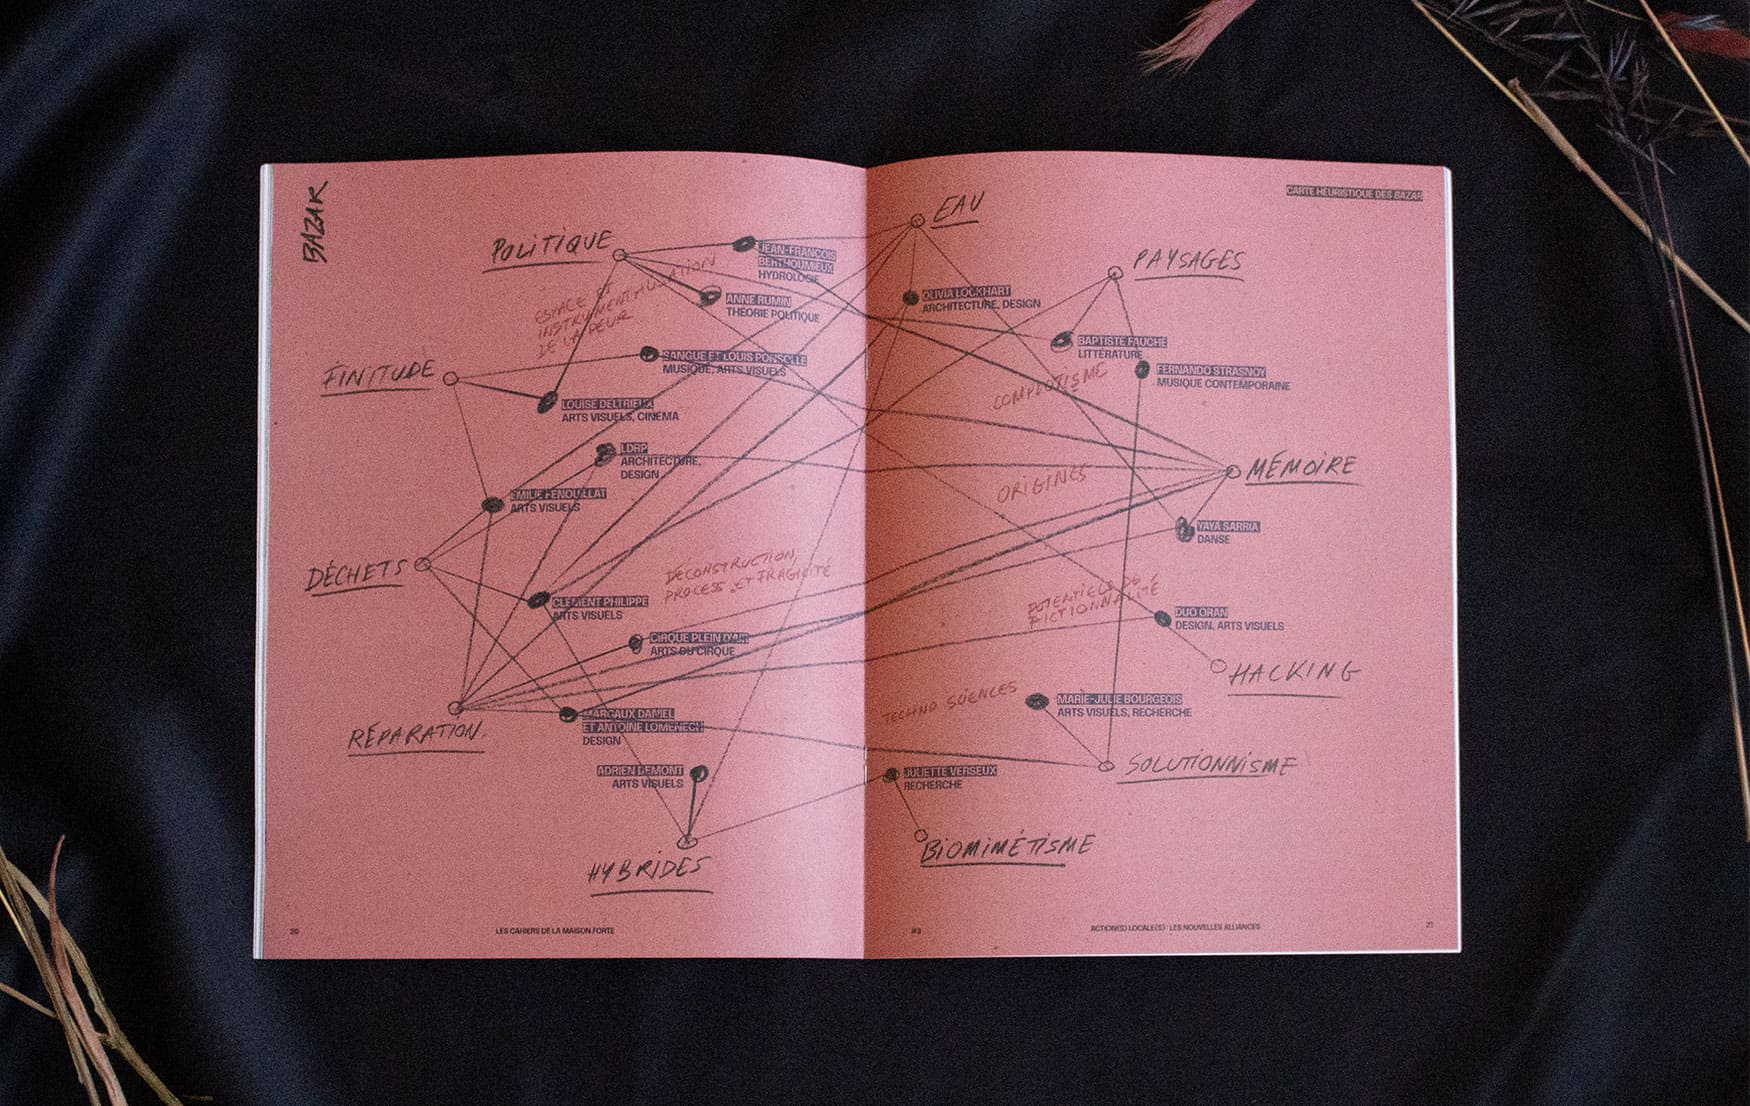 BAZAR
CARTE HEURISTIQUE DES BAZAR
POLITIQUE
EAU
PAYSAGES
JEAN-FRANÇOIS
BERTHOUMIEUX
HYDROLOGIE
ESPACE ET
INSTRUMENTALISATION
DE LA PEUR
ANNE RUMIN
THÉORIE POLITIQUE
OLIVIA LOCKHART
ARCHITECTURE, DESIGN
BAPTISTE FAUCHE
LITTÉRATURE
FINITUDE
SANGUE ET LOUIS PONSOLLE
MUSIQUE, ARTS VISUELS
FERNANDO STRASNOY
MUSIQUE CONTEMPORAINE
COMPLOTISME
LOUISE DELTRIEUX
ARTS VISUELS, CINEMA
LDRP
ARCHITECTURE,
DESIGN
MÉMOIRE
ORIGINES
EMILIE FENOUILLAT
ARTS VISUELS
YAYA SARRIA
DANSE
DÉCHETS
DÉCONSTRUCTION,
PROCESS ET FRAGILITÉ
CLÉMENT PHILIPPE
ARTS VISUELS
POTENTIELS DE
FICTIONNALITÉ
DUO ORAN
DESIGN, ARTS VISUELS
CIRQUE PLEIN D'AIR
ARTS DU CIRQUE
HACKING
TECHNO SCIENCES
MARIE-JULIE BOURGEOIS
ARTS VISUELS, RECHERCHE
RÉPARATION
MARGAUX DANIEL
ET ANTOINE LOMENECH
DESIGN
ADRIEN DEMONT
ARTS VISUELS
SOLUTIONNISME
JULIETTE VERSEUX
RECHERCHE
HYBRIDES
BIOMIMÉTISME
26
LES CAHIERS DE LA MAISON FORTE
#3
ACTION(S) LOCALE(S) : LES NOUVELLES ALLIANCES
27